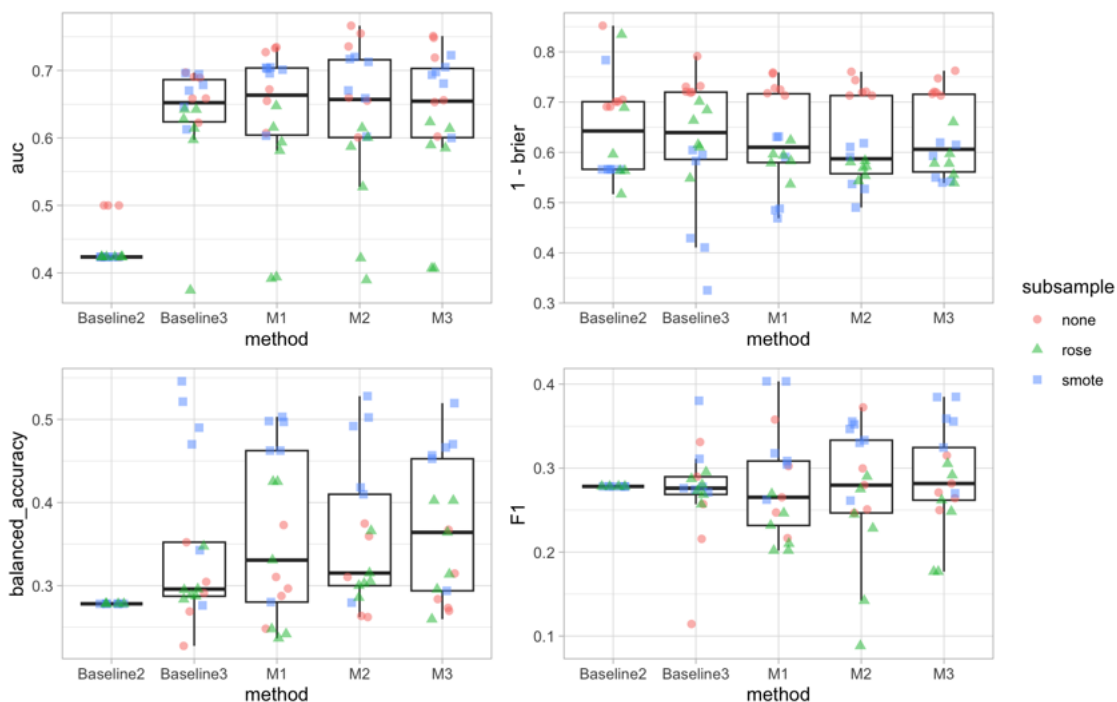 auc
0.7
0.6
0.5
0.4
Baseline2 Baseline3 M1 M2 M3
method
1 - brier
0.8
0.7
0.6
0.5
0.4
0.3
Baseline2 Baseline3 M1 M2 M3
method
subsample
none
rose
smote
balanced_accuracy
0.5
0.4
0.3
Baseline2 Baseline3 M1 M2 M3
method
F1
0.4
0.3
0.2
0.1
Baseline2 Baseline3 M1 M2 M3
method